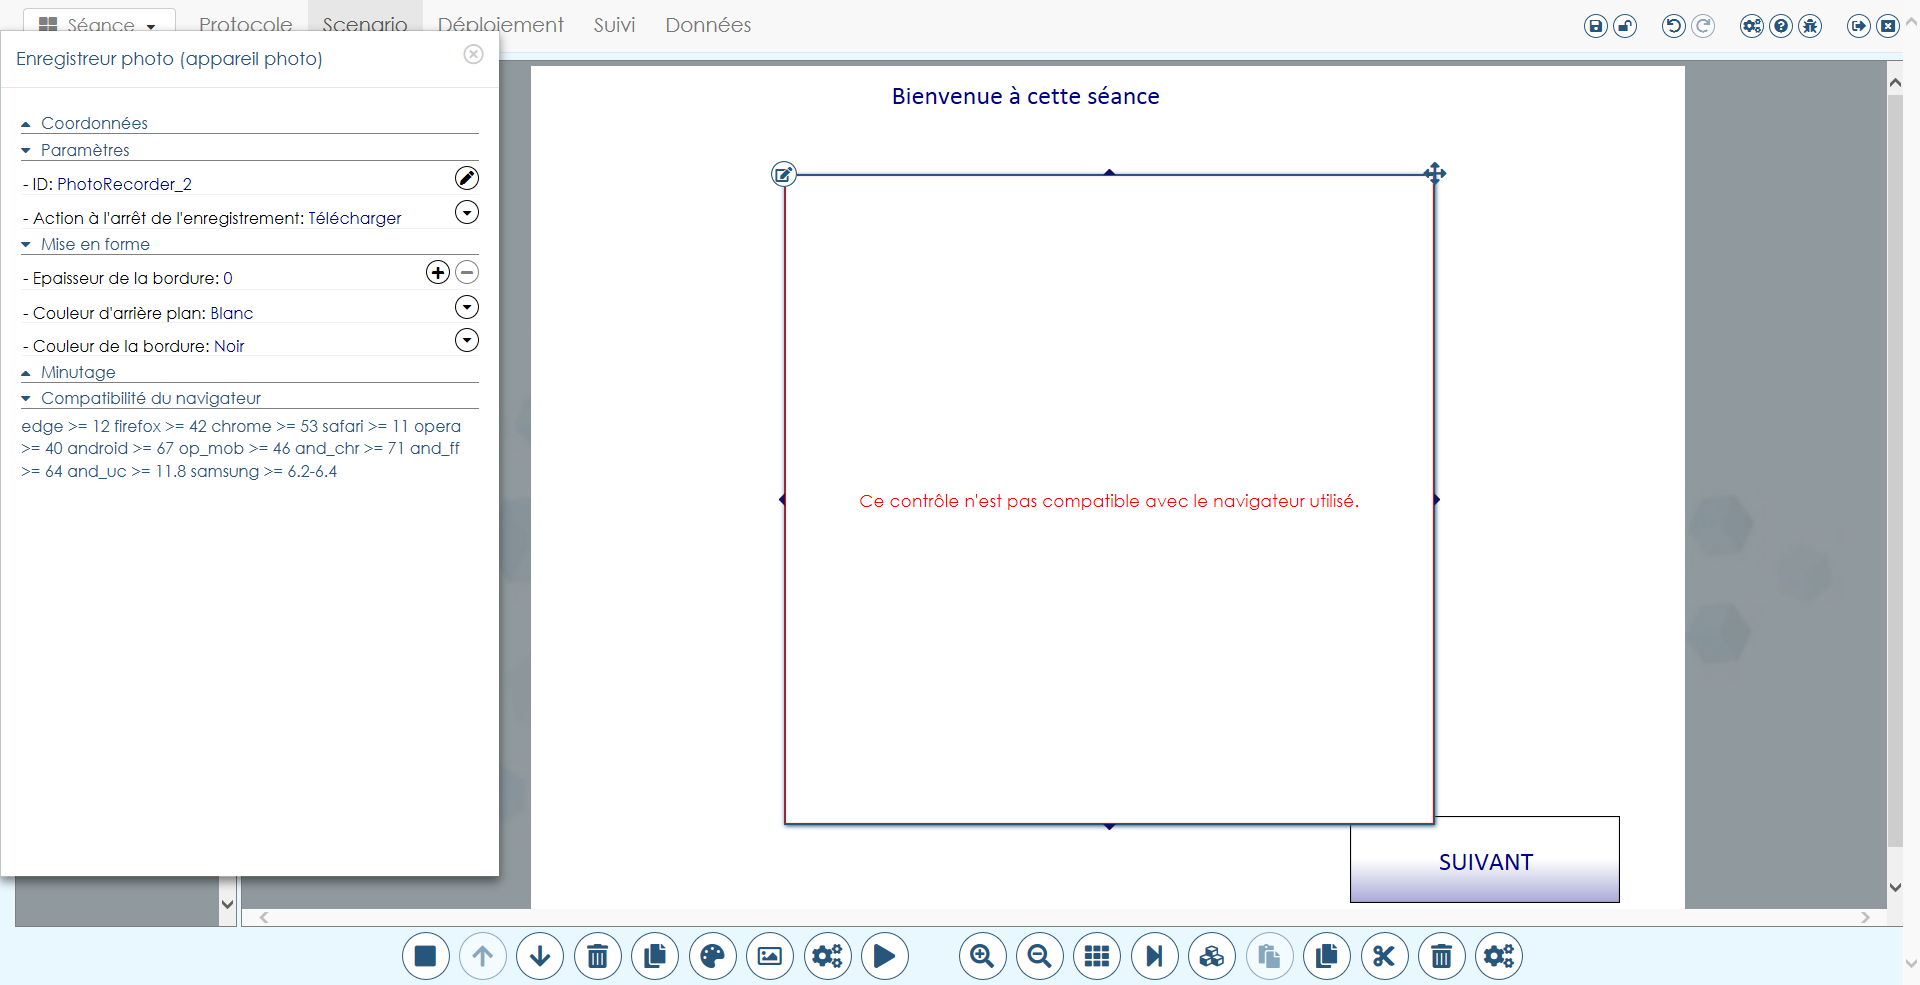 Séance
Protocole
Scenario
Déploiement
Suivi
Données
Enregistreur photo (appareil photo)
Coordonnées
Paramètres
- ID: PhotoRecorder_2
- Action à l'arrêt de l'enregistrement: Télécharger
Mise en forme
- Epaisseur de la bordure: 0
- Couleur d'arrière plan: Blanc
- Couleur de la bordure: Noir
Minutage
Compatibilité du navigateur
edge >= 12 firefox >= 42 chrome >= 53 safari >= 11 opera
>= 40 android >= 67 op_mob >= 46 and_chr >= 71 and_ff
>= 64 and_uc >= 11.8 samsung >= 6.2-6.4
Bienvenue à cette séance
Ce contrôle n'est pas compatible avec le navigateur utilisé.
SUIVANT